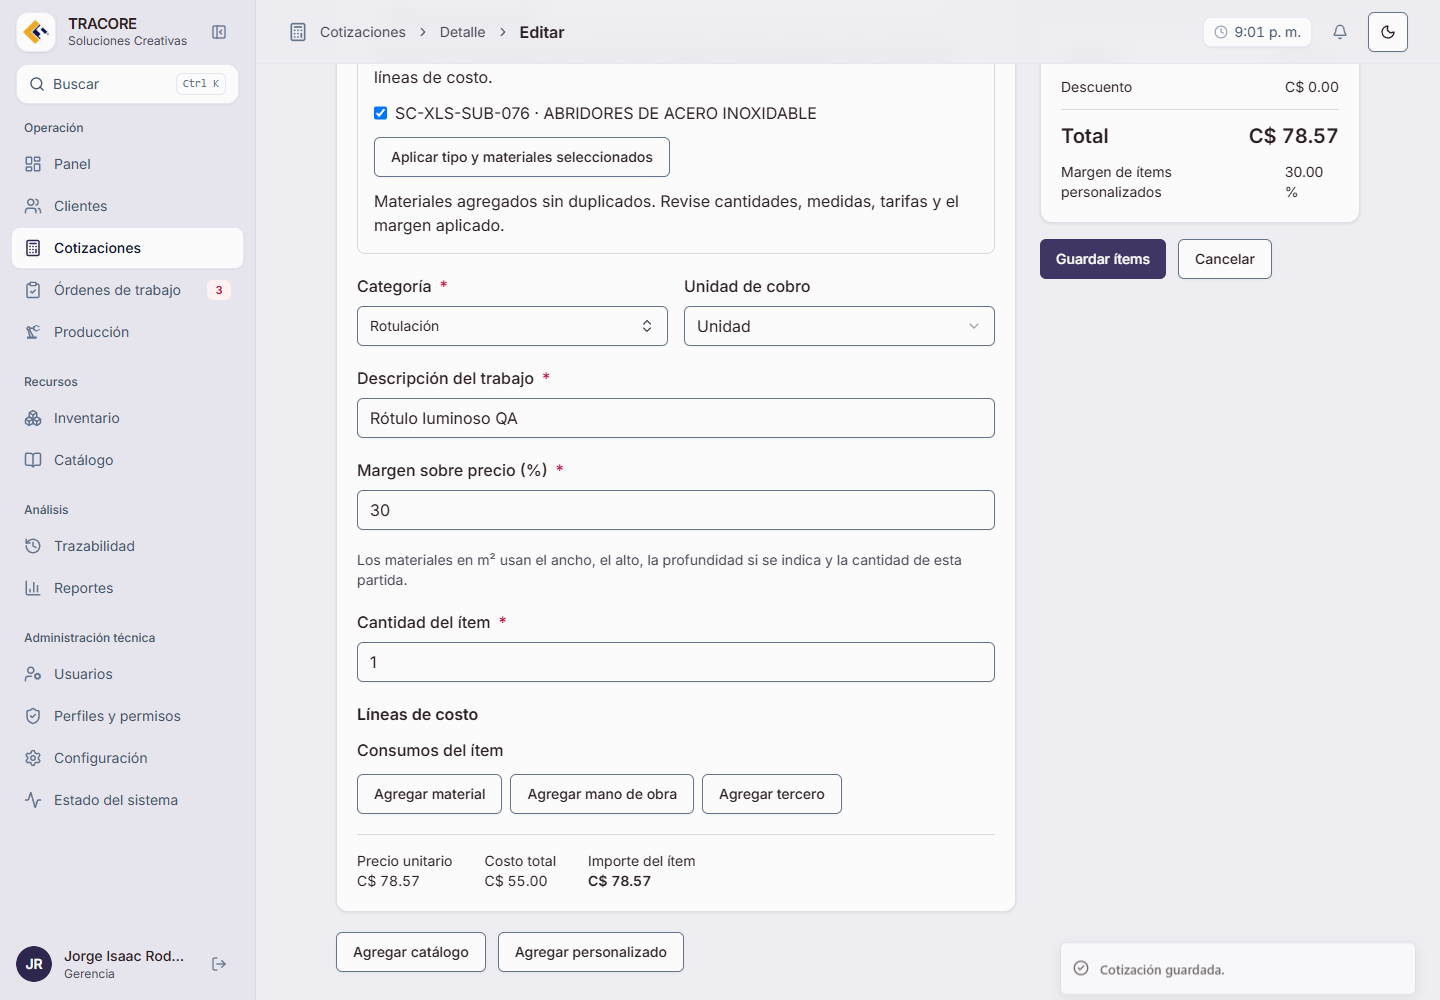 TRACORE
Soluciones Creativas
Buscar
Ctrl K
Operación
Panel
Clientes
Cotizaciones
Órdenes de trabajo
3
Producción
Recursos
Inventario
Catálogo
Análisis
Trazabilidad
Reportes
Administración técnica
Usuarios
Perfiles y permisos
Configuración
Estado del sistema
JR
Jorge Isaac Rod...
Gerencia
Cotizaciones
Detalle
Editar
9:01 p. m.
líneas de costo.
SC-XLS-SUB-076 · ABRIDORES DE ACERO INOXIDABLE
Aplicar tipo y materiales seleccionados
Materiales agregados sin duplicados. Revise cantidades, medidas, tarifas y el
margen aplicado.
Categoría *
Unidad de cobro
Rotulación
Unidad
Descripción del trabajo *
Rótulo luminoso QA
Margen sobre precio (%) *
30
Los materiales en m² usan el ancho, el alto, la profundidad si se indica y la cantidad de esta
partida.
Cantidad del ítem *
1
Líneas de costo
Consumos del ítem
Agregar material
Agregar mano de obra
Agregar tercero
Precio unitario
C$ 78.57
Costo total
C$ 55.00
Importe del ítem
C$ 78.57
Agregar catálogo
Agregar personalizado
Descuento
C$ 0.00
Total
C$ 78.57
Margen de ítems
personalizados
30.00
%
Guardar ítems
Cancelar
Cotización guardada.